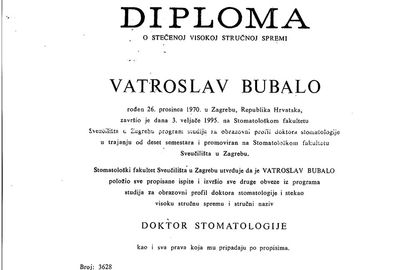 DIPLOMA
O STEČENOJ VISOKOJ STRUČNOJ SPREMI
VATROSLAV BUBALO
rođen 26. prosinca 1970. u Zagrebu, Republika Hrvatska,
završio je dana 3. veljače 1995. na Stomatološkom fakultetu
Sveučilišta u Zagrebu program studija za obrazovni profil doktora stomatologije
u trajanju od deset semestara i promoviran na Stomatološkom fakultetu
Sveučilišta u Zagrebu.
Stomatološki fakultet Sveučilišta u Zagrebu utvrđuje da je VATROSLAV BUBALO
položio sve propisane ispite i izvršio sve druge obveze iz programa
studija za obrazovni profil doktora stomatologije i stekao
visoku stručnu spremu i stručni naziv
DOKTOR STOMATOLOGIJE
kao i sva prava koja mu pripadaju po propisima.
Broj: 3628